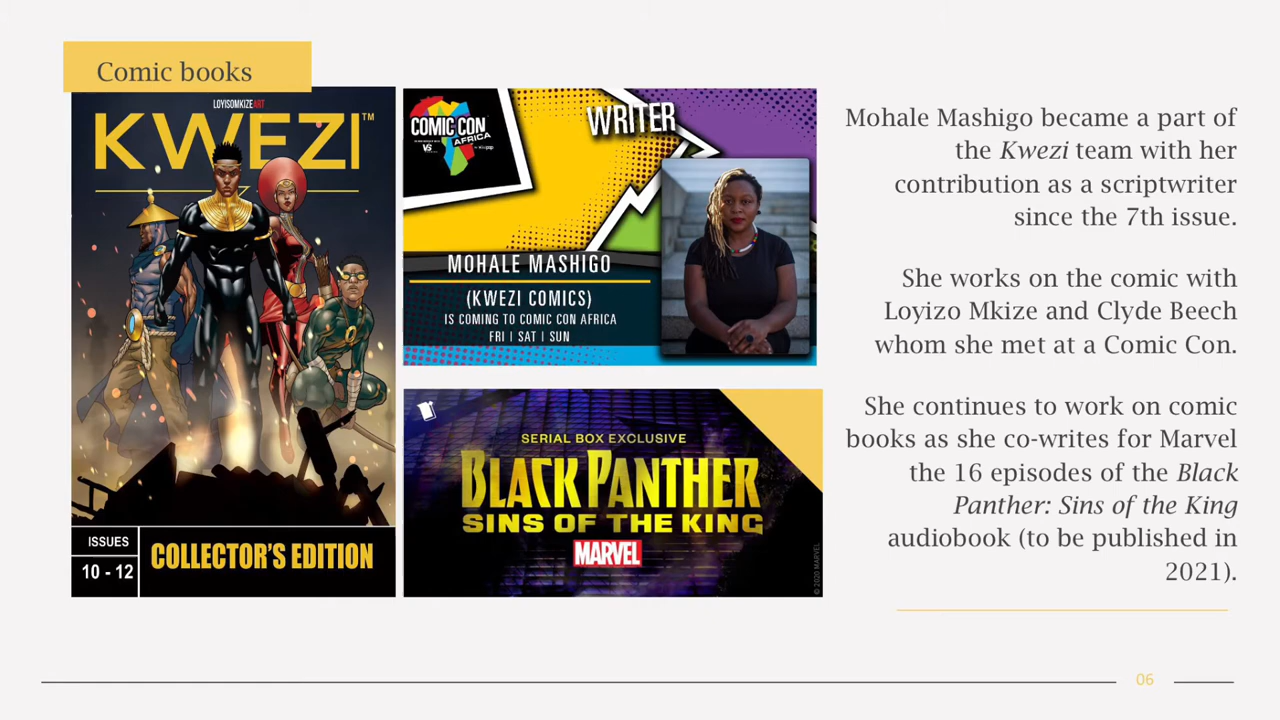 Comic books
LOYISOMKIZEART
KWEZI™
ISSUES
10 - 12
COLLECTOR'S EDITION
COMIC CON
AFRICA
VS
WRITER
MOHALE MASHIGO
(KWEZI COMICS)
IS COMING TO COMIC CON AFRICA
FRI | SAT | SUN
SERIAL BOX EXCLUSIVE
BLACK PANTHER
SINS OF THE KING
MARVEL
© 2020 MARVEL
Mohale Mashigo became a part of
the Kwezi team with her
contribution as a scriptwriter
since the 7th issue.
She works on the comic with
Loyizo Mkize and Clyde Beech
whom she met at a Comic Con.
She continues to work on comic
books as she co-writes for Marvel
the 16 episodes of the Black
Panther: Sins of the King
audiobook (to be published in
2021).
06